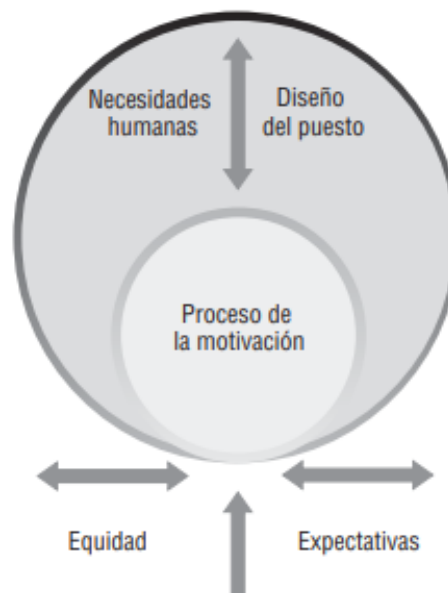 Necesidades
humanas
Diseño
del puesto
Proceso de
la motivación
Equidad
Expectativas